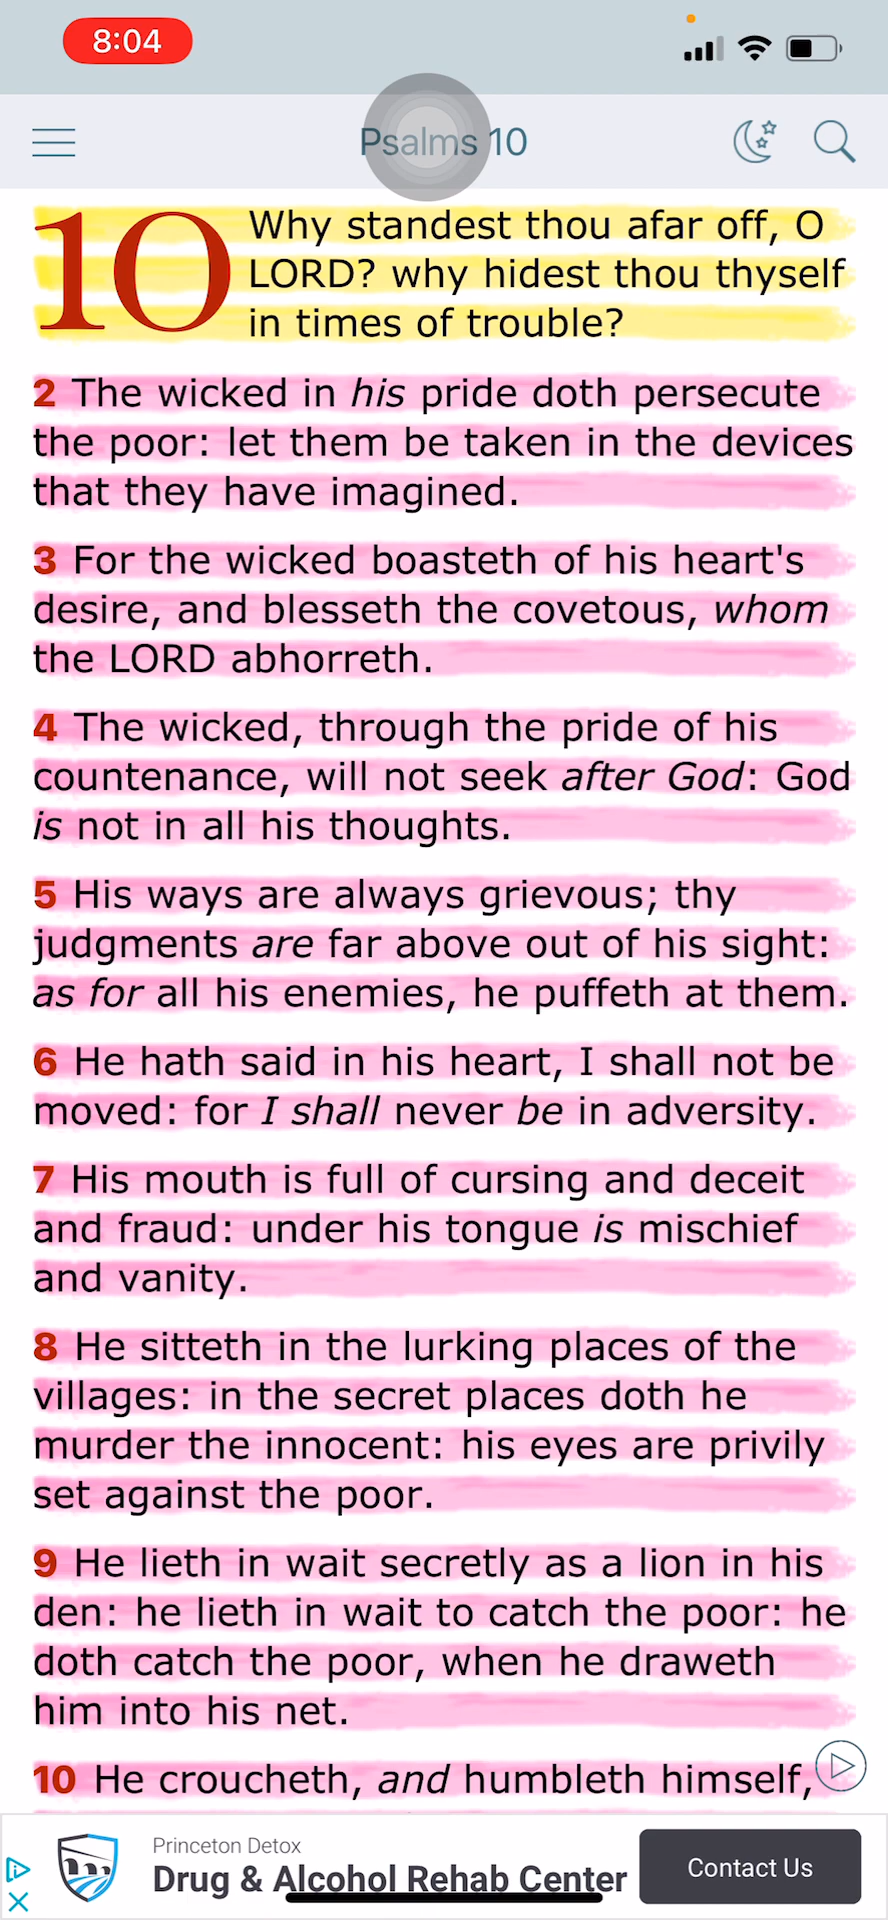 8:04
Psalms 10
10 Why standest thou afar off, O
LORD? why hidest thou thyself
in times of trouble?
2 The wicked in his pride doth persecute
the poor: let them be taken in the devices
that they have imagined.
3 For the wicked boasteth of his heart's
desire, and blesseth the covetous, whom
the LORD abhorreth.
4 The wicked, through the pride of his
countenance, will not seek after God: God
is not in all his thoughts.
5 His ways are always grievous; thy
judgments are far above out of his sight:
as for all his enemies, he puffeth at them.
6 He hath said in his heart, I shall not be
moved: for I shall never be in adversity.
7 His mouth is full of cursing and deceit
and fraud: under his tongue is mischief
and vanity.
8 He sitteth in the lurking places of the
villages: in the secret places doth he
murder the innocent: his eyes are privily
set against the poor.
9 He lieth in wait secretly as a lion in his
den: he lieth in wait to catch the poor: he
doth catch the poor, when he draweth
him into his net.
10 He croucheth, and humbleth himself,
Princeton Detox
Drug & Alcohol Rehab Center
Contact Us